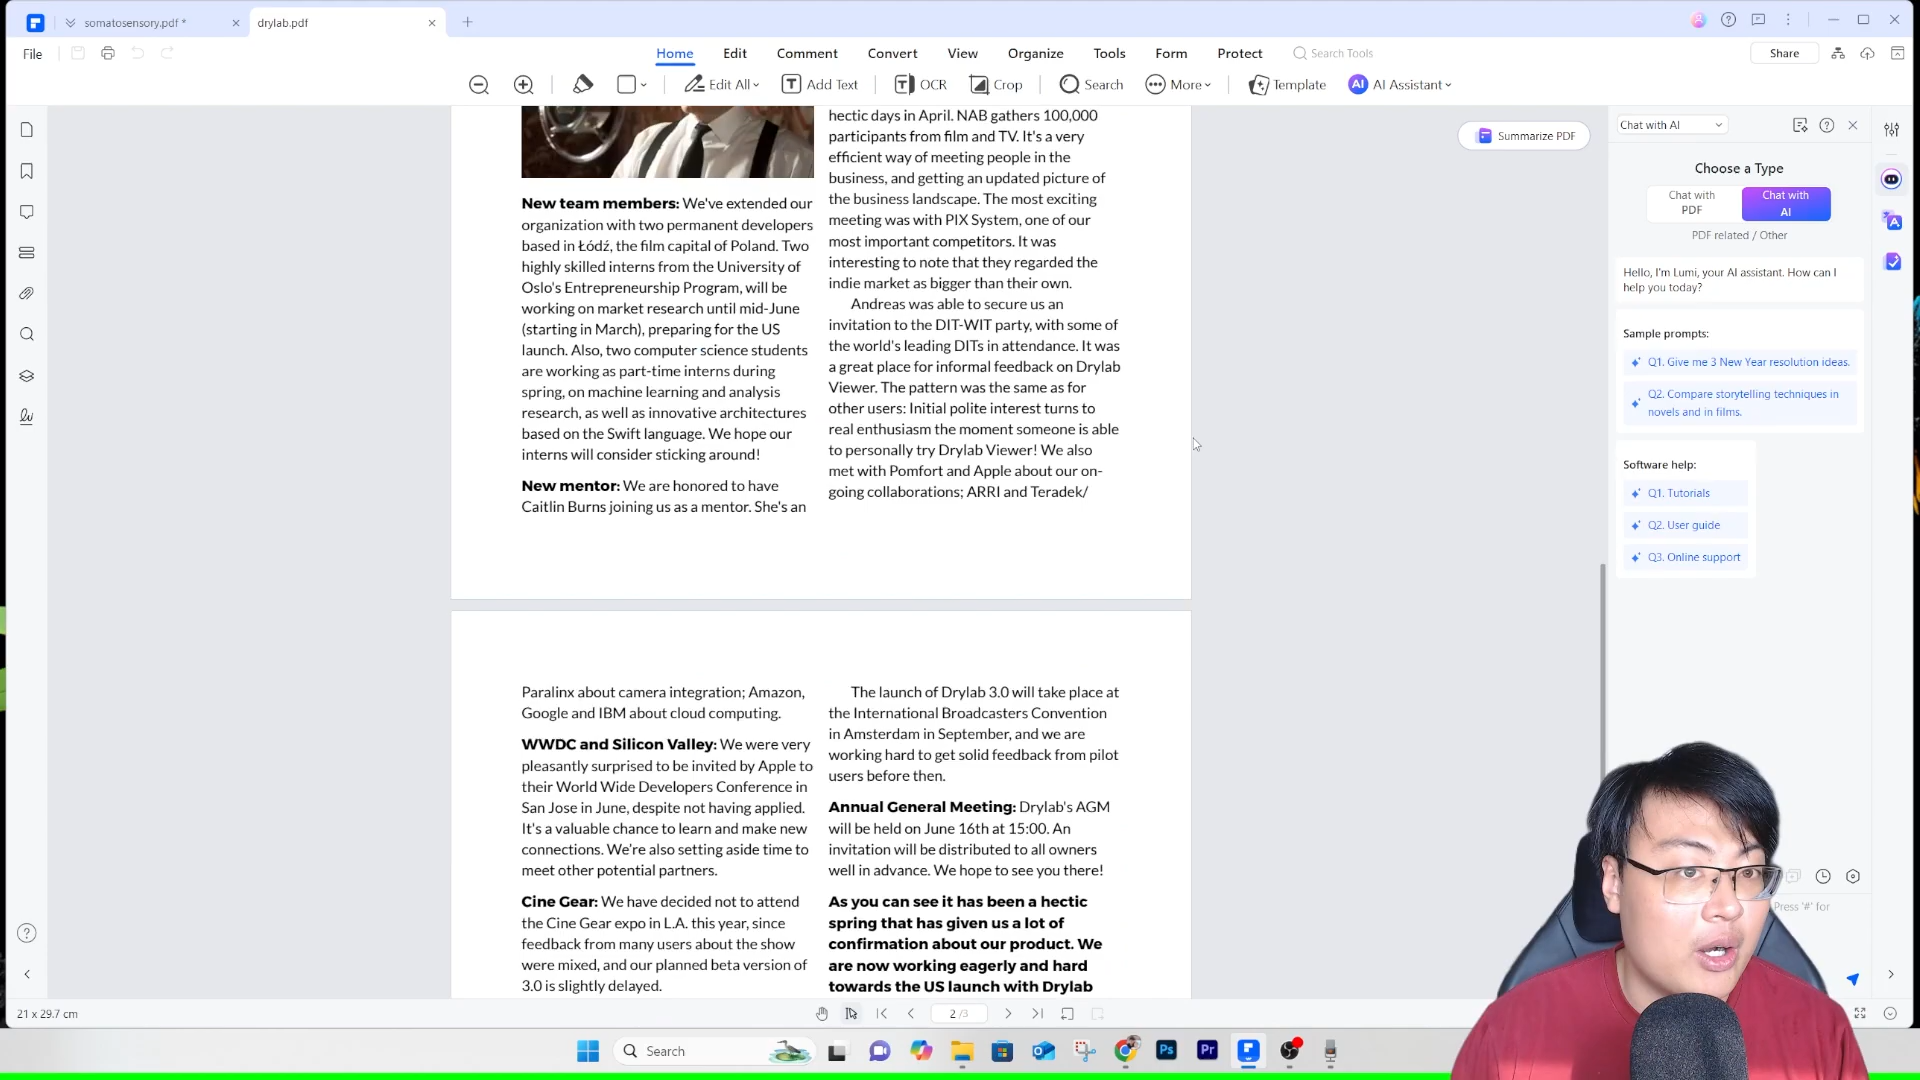 somatosensory.pdf *
drylab.pdf
File
Home
Edit
Comment
Convert
View
Organize
Tools
Form
Protect
Search Tools
Share
Edit All
Add Text
OCR
Crop
Search
More
Template
AI Assistant
New team members: We've extended our
organization with two permanent developers
based in Łódź, the film capital of Poland. Two
highly skilled interns from the University of
Oslo's Entrepreneurship Program, will be
working on market research until mid-June
(starting in March), preparing for the US
launch. Also, two computer science students
are working as part-time interns during
spring, on machine learning and analysis
research, as well as innovative architectures
based on the Swift language. We hope our
interns will consider sticking around!
New mentor: We are honored to have
Caitlin Burns joining us as a mentor. She's an
hectic days in April. NAB gathers 100,000
participants from film and TV. It's a very
efficient way of meeting people in the
business, and getting an updated picture of
the business landscape. The most exciting
meeting was with PIX System, one of our
most important competitors. It was
interesting to note that they regarded the
indie market as bigger than their own.
Andreas was able to secure us an
invitation to the DIT-WIT party, with some of
the world's leading DITs in attendance. It was
a great place for informal feedback on Drylab
Viewer. The pattern was the same as for
other users: Initial polite interest turns to
real enthusiasm the moment someone is able
to personally try Drylab Viewer! We also
met with Pomfort and Apple about our on-
going collaborations; ARRI and Teradek/
Paralinx about camera integration; Amazon,
Google and IBM about cloud computing.
WWDC and Silicon Valley: We were very
pleasantly surprised to be invited by Apple to
their World Wide Developers Conference in
San Jose in June, despite not having applied.
It's a valuable chance to learn and make new
connections. We're also setting aside time to
meet other potential partners.
Cine Gear: We have decided not to attend
the Cine Gear expo in L.A. this year, since
feedback from many users about the show
were mixed, and our planned beta version of
3.0 is slightly delayed.
The launch of Drylab 3.0 will take place at
the International Broadcasters Convention
in Amsterdam in September, and we are
working hard to get solid feedback from pilot
users before then.
Annual General Meeting: Drylab's AGM
will be held on June 16th at 15:00. An
invitation will be distributed to all owners
well in advance. We hope to see you there!
As you can see it has been a hectic
spring that has given us a lot of
confirmation about our product. We
are now working eagerly and hard
towards the US launch with Drylab
Summarize PDF
Chat with AI
Choose a Type
Chat with
PDF
Chat with
AI
PDF related / Other
Hello, I'm Lumi, your AI assistant. How can I
help you today?
Sample prompts:
Q1. Give me 3 New Year resolution ideas.
Q2. Compare storytelling techniques in
novels and in films.
Software help:
Q1. Tutorials
Q2. User guide
Q3. Online support
Press '#' for
21 x 29.7 cm
2 /3
Search
Ps
Pr